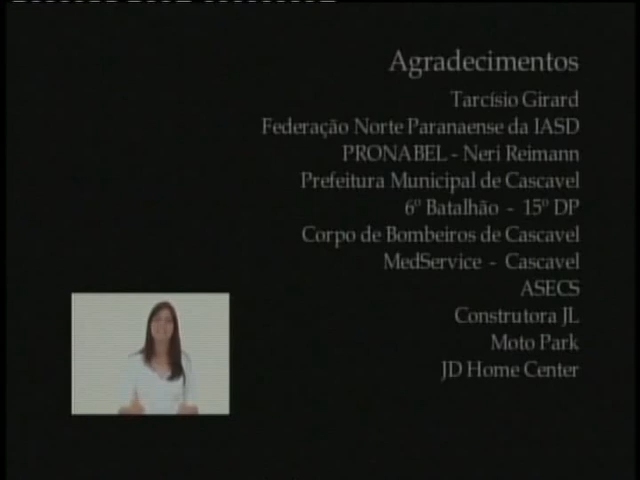 Agradecimentos
Tarcísio Girard
Federação Norte Paranaense da IASD
PRONABEL - Neri Reimann
Prefeitura Municipal de Cascavel
6º Batalhão - 15º DP
Corpo de Bombeiros de Cascavel
MedService - Cascavel
ASECS
Construtora JL
Moto Park
JD Home Center